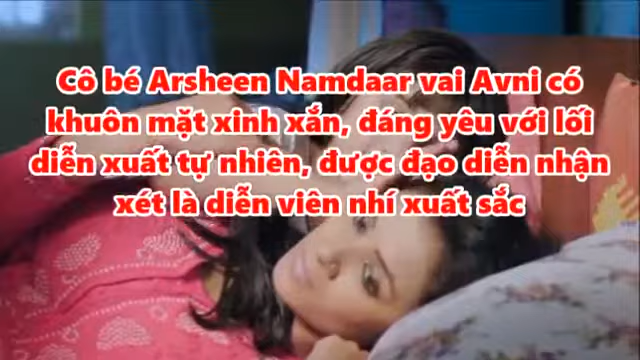 Cô bé Arsheen Namdaar vai Avni có
khuôn mặt xinh xắn, đáng yêu với lối
diễn xuất tự nhiên, được đạo diễn nhận
xét là diễn viên nhí xuất sắc